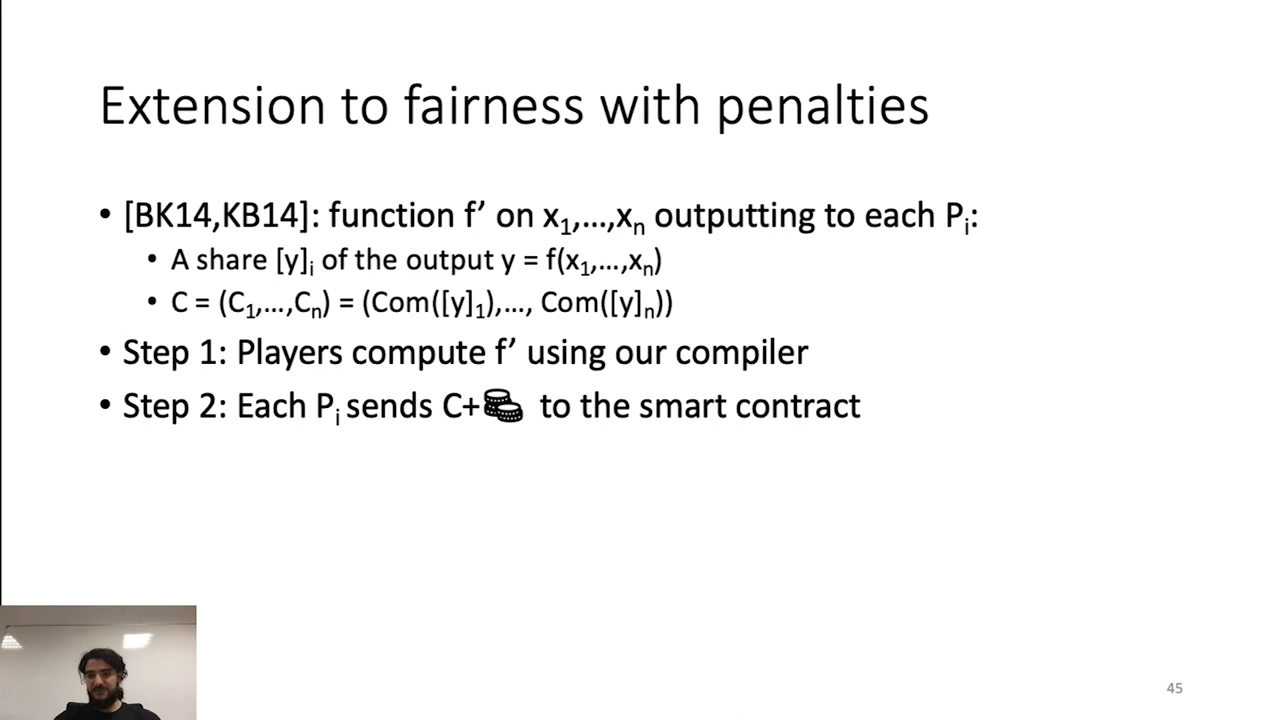 Extension to fairness with penalties
• [BK14,KB14]: function f’ on x₁,…,xₙ outputting to each Pᵢ:
• A share [y]ᵢ of the output y = f(x₁,…,xₙ)
• C = (C₁,…,Cₙ) = (Com([y]₁),…, Com([y]ₙ))
• Step 1: Players compute f’ using our compiler
• Step 2: Each Pᵢ sends C+ to the smart contract
45